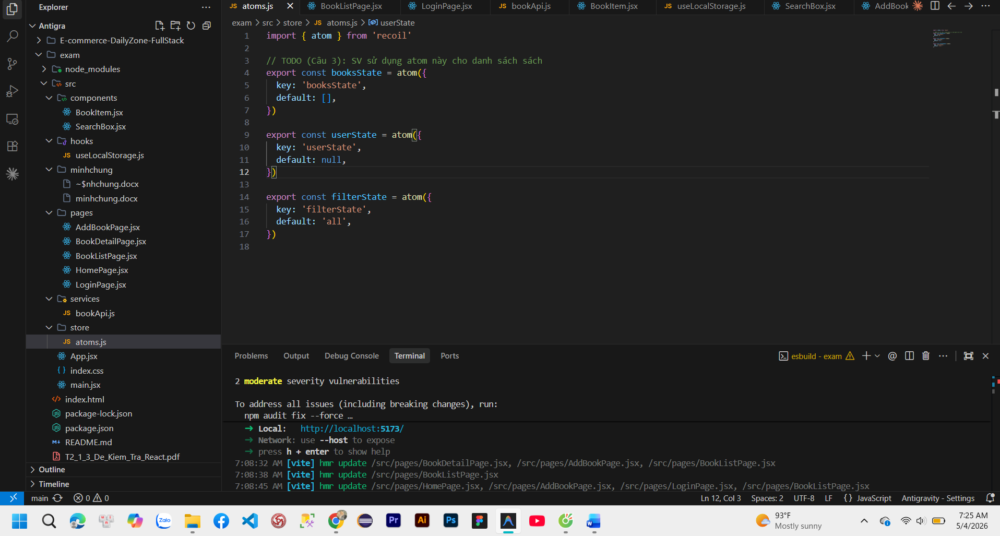 Explorer
atoms.js
BookListPage.jsx
LoginPage.jsx
bookApi.js
BookItem.jsx
useLocalStorage.js
SearchBox.jsx
AddBook
Antigra
E-commerce-DailyZone-FullStack
exam
node_modules
src
components
BookItem.jsx
SearchBox.jsx
hooks
JS useLocalStorage.js
minhchung
~$nhchung.docx
minhchung.docx
pages
AddBookPage.jsx
BookDetailPage.jsx
BookListPage.jsx
HomePage.jsx
LoginPage.jsx
services
JS bookApi.js
store
JS atoms.js
App.jsx
{ } index.css
main.jsx
</> index.html
package-lock.json
package.json
M↓ README.md
T2_1_3_De_Kiem_Tra_React.pdf
Outline
Timeline
exam > src > store > JS atoms.js > userState
1 import { atom } from 'recoil'
2
3 // TODO (Câu 3): SV sử dụng atom này cho danh sách sách
4 export const booksState = atom({
5 key: 'booksState',
6 default: [],
7 })
8
9 export const userState = atom({
10 key: 'userState',
11 default: null,
12 })
13
14 export const filterState = atom({
15 key: 'filterState',
16 default: 'all',
17 })
18
Problems Output Debug Console Terminal Ports
esbuild - exam
2 moderate severity vulnerabilities
To address all issues (including breaking changes), run:
npm audit fix --force …
➜ Local: http://localhost:5173/
➜ Network: use --host to expose
➜ press h + enter to show help
7:08:32 AM [vite] hmr update /src/pages/BookDetailPage.jsx, /src/pages/AddBookPage.jsx, /src/pages/BookListPage.jsx
7:08:38 AM [vite] hmr update /src/pages/BookListPage.jsx
7:08:45 AM [vite] hmr update /src/pages/HomePage.jsx, /src/pages/AddBookPage.jsx, /src/pages/LoginPage.jsx, /src/pages/BookListPage.jsx
main 0 0 Ln 12, Col 3 Spaces: 2 UTF-8 LF { } JavaScript Antigravity - Settings
Zalo
Pr
Ai
Ps
93°F
Mostly sunny
7:25 AM
5/4/2026